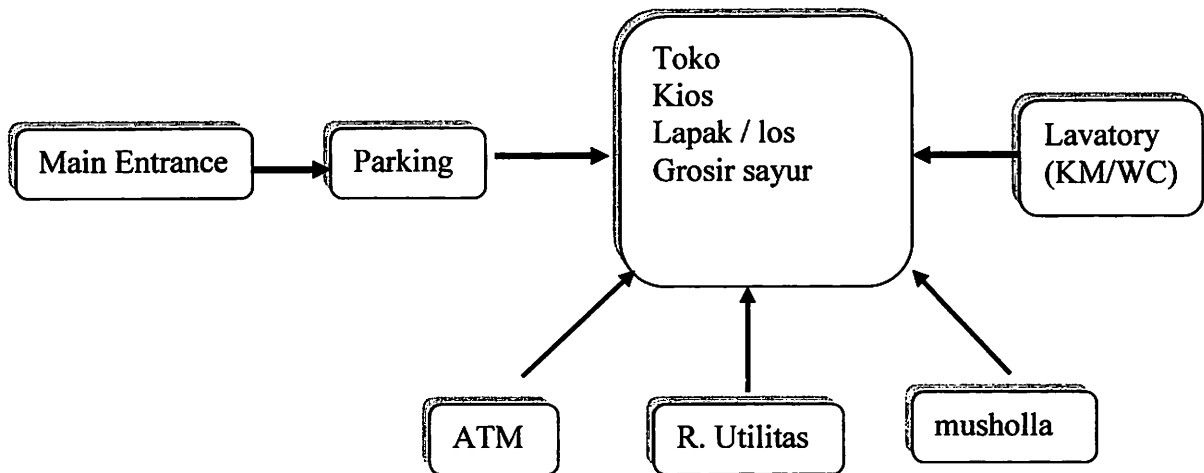 Toko
Kios
Lapak / los
Grosir sayur
Main Entrance
Parking
Lavatory
(KM/WC)
ATM
R. Utilitas
musholla